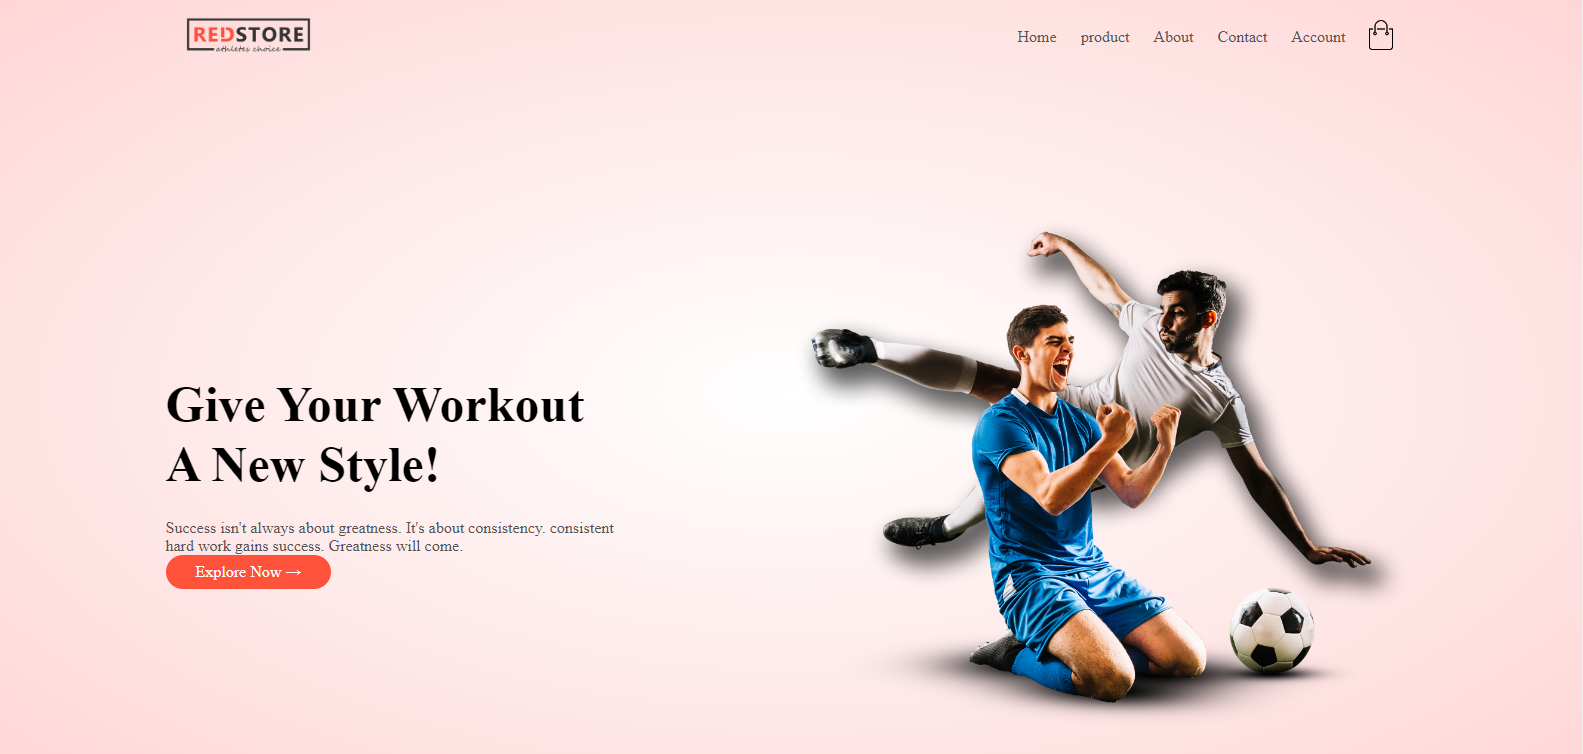 REDSTORE
athletes choice
Home product About Contact Account
Give Your Workout
A New Style!
Success isn't always about greatness. It's about consistency. consistent
hard work gains success. Greatness will come.
Explore Now →